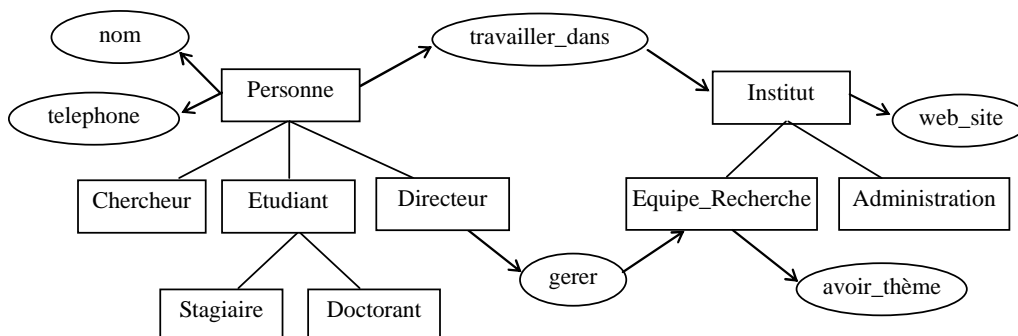 nom
travailler_dans
Personne
Institut
telephone
web_site
Chercheur
Etudiant
Directeur
Equipe_Recherche
Administration
gerer
avoir_thème
Stagiaire
Doctorant